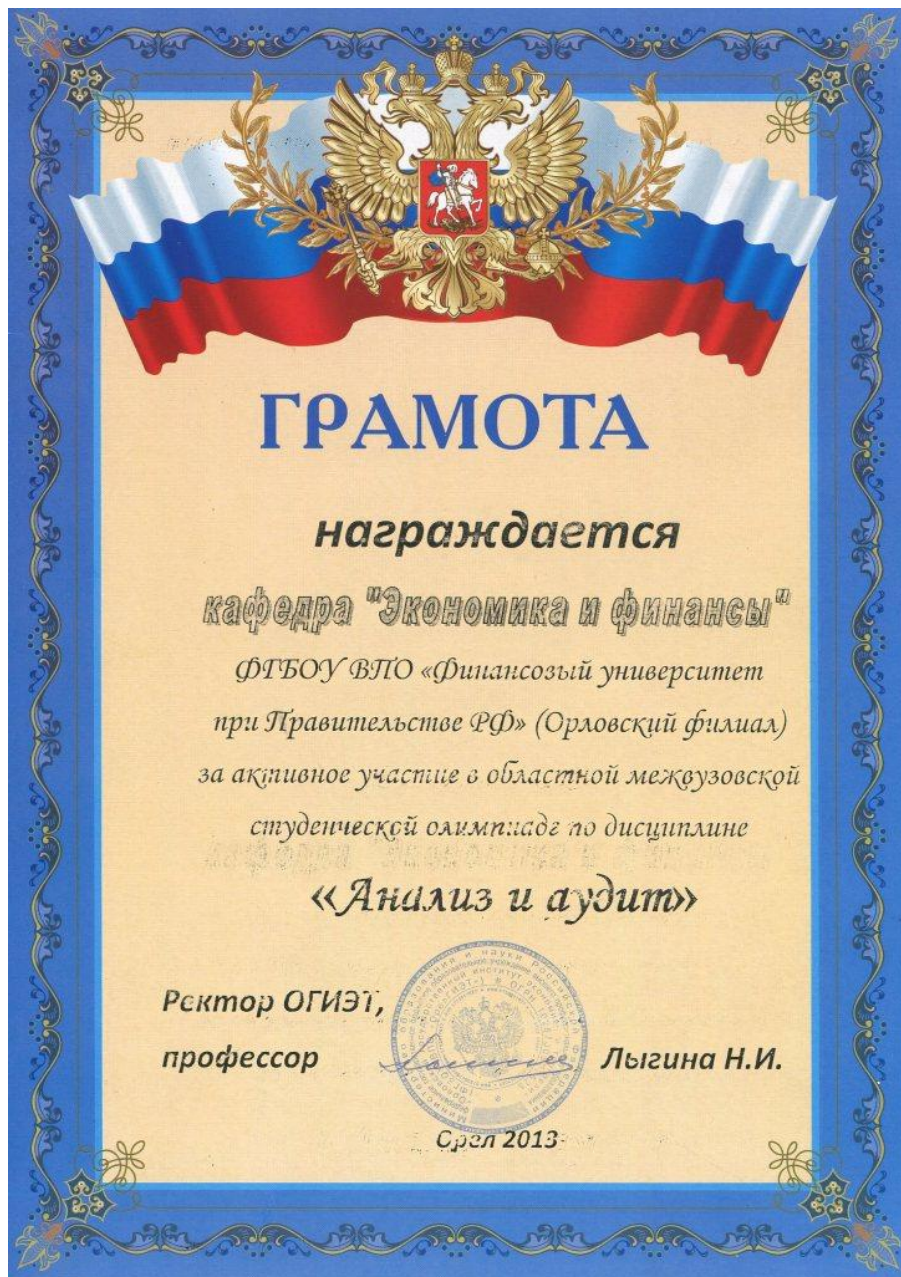 ГРАМОТА
награждается
кафедра "Экономика и финансы"
ФГБОУ ВПО «Финансовый университет
при Правительстве РФ» (Орловский филиал)
за активное участие в областной межвузовской
студенческой олимпиаде по дисциплине
«Анализ и аудит»
Ректор ОГИЭТ,
профессор
Лыгина Н.И.
Орел 2013